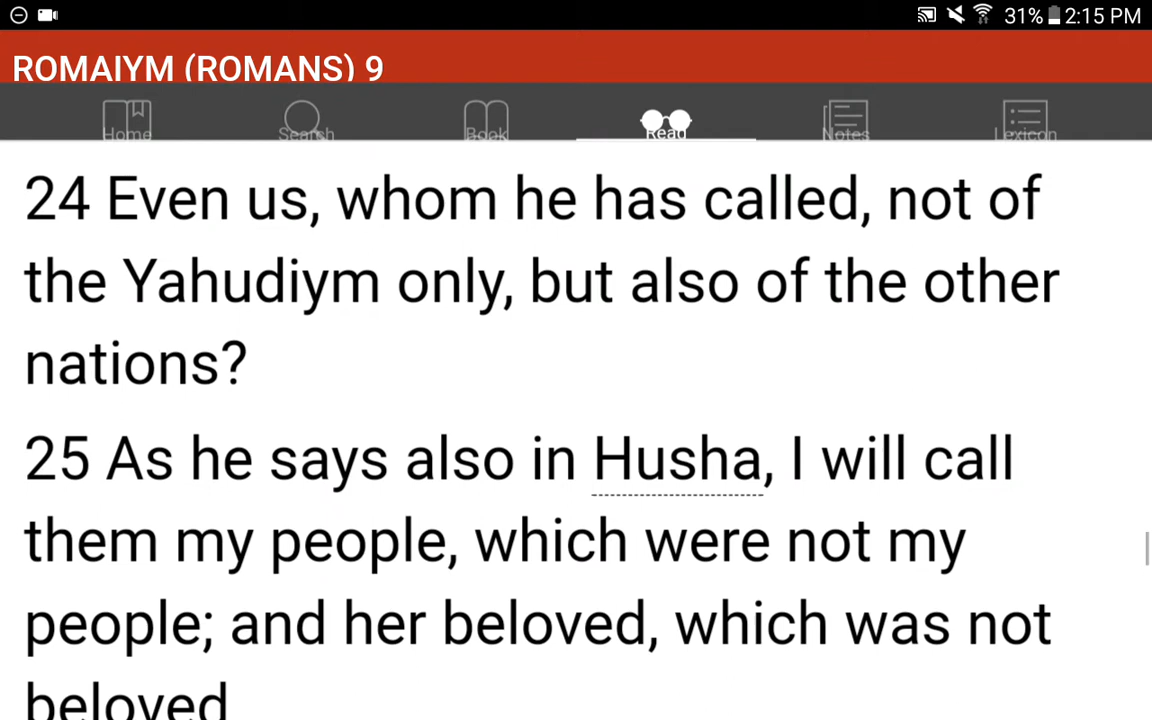 31% 2:15 PM
ROMAIYM (ROMANS) 9
Home Search Book Read Notes Lexicon
24 Even us, whom he has called, not of
the Yahudiym only, but also of the other
nations?
25 As he says also in Husha, I will call
them my people, which were not my
people; and her beloved, which was not
beloved